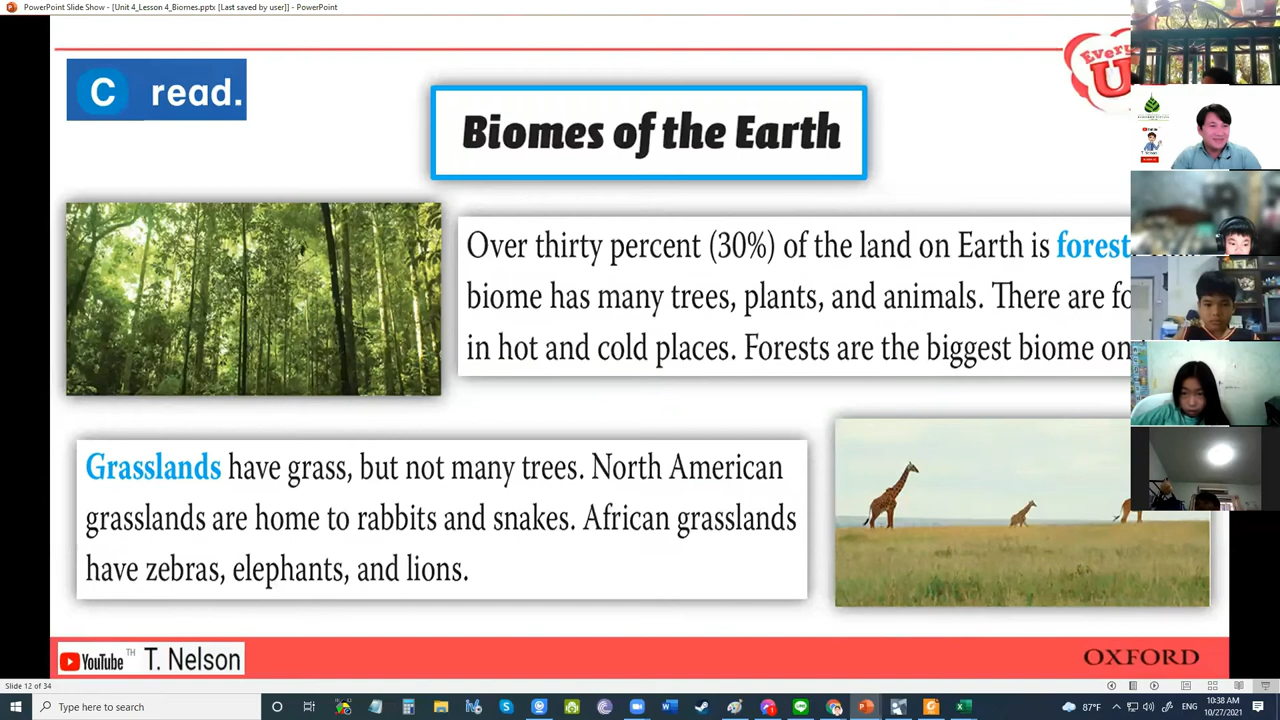 PowerPoint Slide Show - [Unit 4_Lesson 4_Biomes.pptx [Last saved by user]] - PowerPoint
Every
U
C read.
Biomes of the Earth
Over thirty percent (30%) of the land on Earth is forest
biome has many trees, plants, and animals. There are fo
in hot and cold places. Forests are the biggest biome on
Grasslands have grass, but not many trees. North American
grasslands are home to rabbits and snakes. African grasslands
have zebras, elephants, and lions.
YouTube TH T. Nelson
OXFORD
Slide 12 of 34
Type here to search
87°F
ENG
10:38 AM
10/27/2021